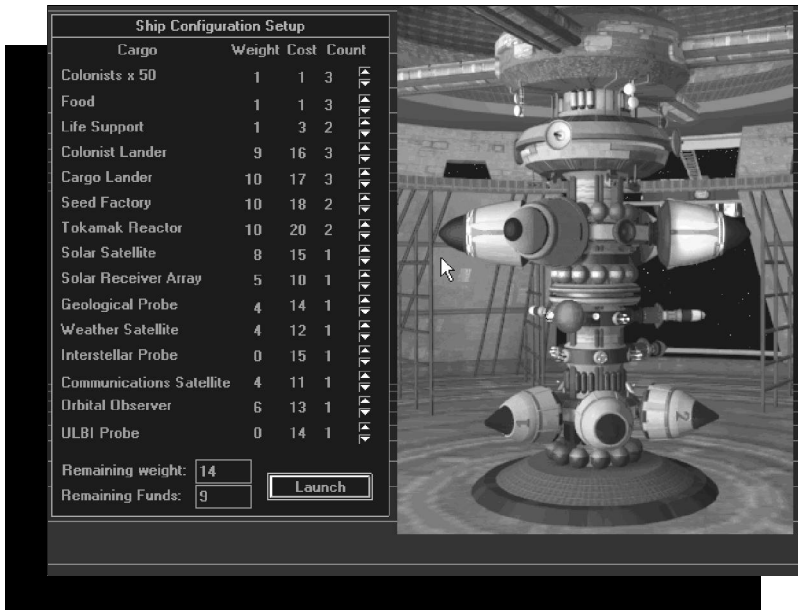 Ship Configuration Setup
Cargo Weight Cost Count
Colonists x 50 1 1 3
Food 1 1 3
Life Support 1 3 2
Colonist Lander 9 16 3
Cargo Lander 10 17 3
Seed Factory 10 18 2
Tokamak Reactor 10 20 2
Solar Satellite 8 15 1
Solar Receiver Array 5 10 1
Geological Probe 4 14 1
Weather Satellite 4 12 1
Interstellar Probe 0 15 1
Communications Satellite 4 11 1
Orbital Observer 6 13 1
ULBI Probe 0 14 1
Remaining weight: 14
Remaining Funds: 9
Launch
1
2